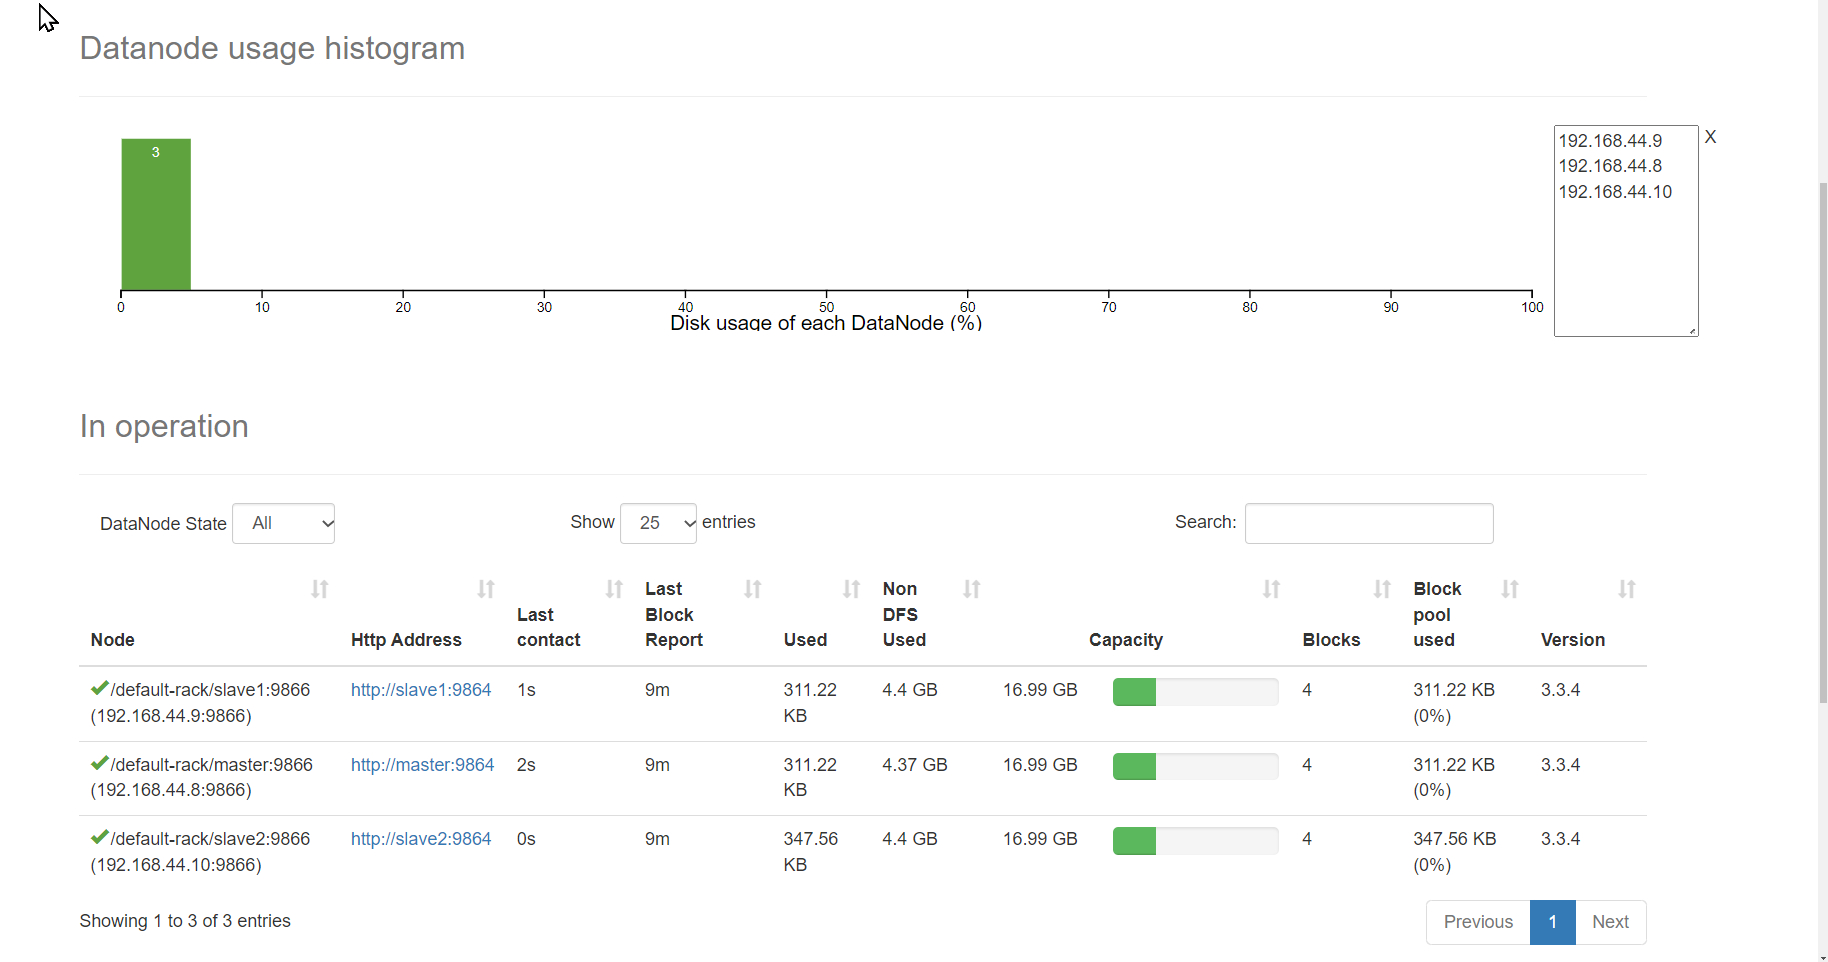 Datanode usage histogram
3
192.168.44.9
192.168.44.8
192.168.44.10
X
0 10 20 30 40 50 60 70 80 90 100
Disk usage of each DataNode (%)
In operation
DataNode State All
Show 25 entries
Search:
Node Http Address Last contact Last Block Report Used Non DFS Used Capacity Blocks Block pool used Version
/default-rack/slave1:9866 http://slave1:9864 1s 9m 311.22 4.4 GB 16.99 GB 4 311.22 KB 3.3.4
(192.168.44.9:9866) KB (0%)
/default-rack/master:9866 http://master:9864 2s 9m 311.22 4.37 GB 16.99 GB 4 311.22 KB 3.3.4
(192.168.44.8:9866) KB (0%)
/default-rack/slave2:9866 http://slave2:9864 0s 9m 347.56 4.4 GB 16.99 GB 4 347.56 KB 3.3.4
(192.168.44.10:9866) KB (0%)
Showing 1 to 3 of 3 entries
Previous 1 Next